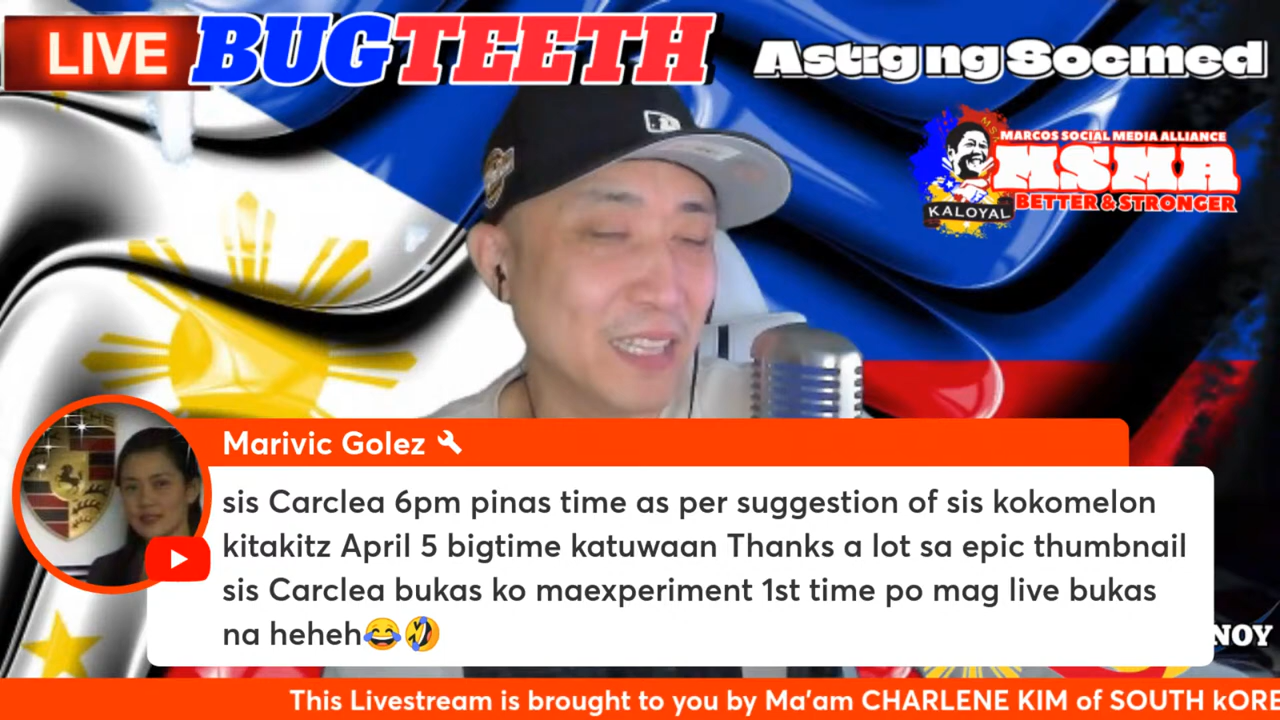 LIVE BUGTEETH
Astig ng Socmed
MARCOS SOCIAL MEDIA ALLIANCE
MSMA
BETTER & STRONGER
KALOYAL
Marivic Golez
sis Carclea 6pm pinas time as per suggestion of sis kokomelon
kitakitz April 5 bigtime katuwaan Thanks a lot sa epic thumbnail
sis Carclea bukas ko maexperiment 1st time po mag live bukas
na heheh😂🤣
NOY
This Livestream is brought to you by Ma'am CHARLENE KIM of SOUTH kORE